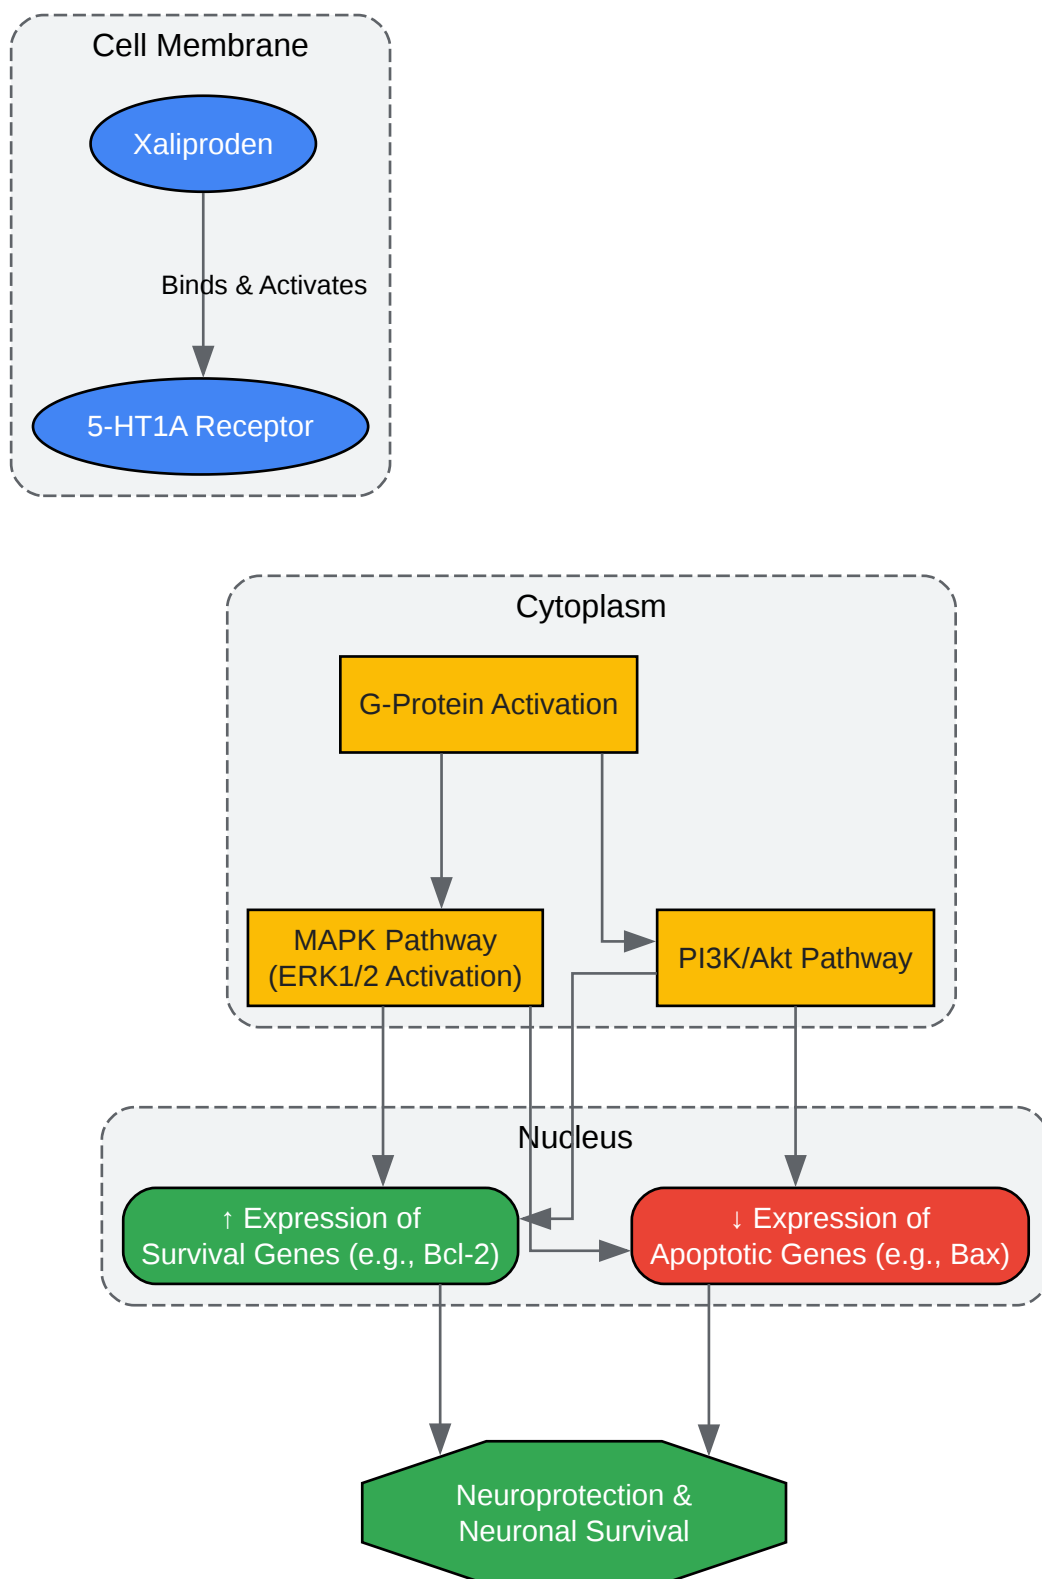 Cell Membrane
Xaliproden
Binds & Activates
5-HT1A Receptor
Cytoplasm
G-Protein Activation
MAPK Pathway
(ERK1/2 Activation)
PI3K/Akt Pathway
Nucleus
↑ Expression of
Survival Genes (e.g., Bcl-2)
↓ Expression of
Apoptotic Genes (e.g., Bax)
Neuroprotection &
Neuronal Survival